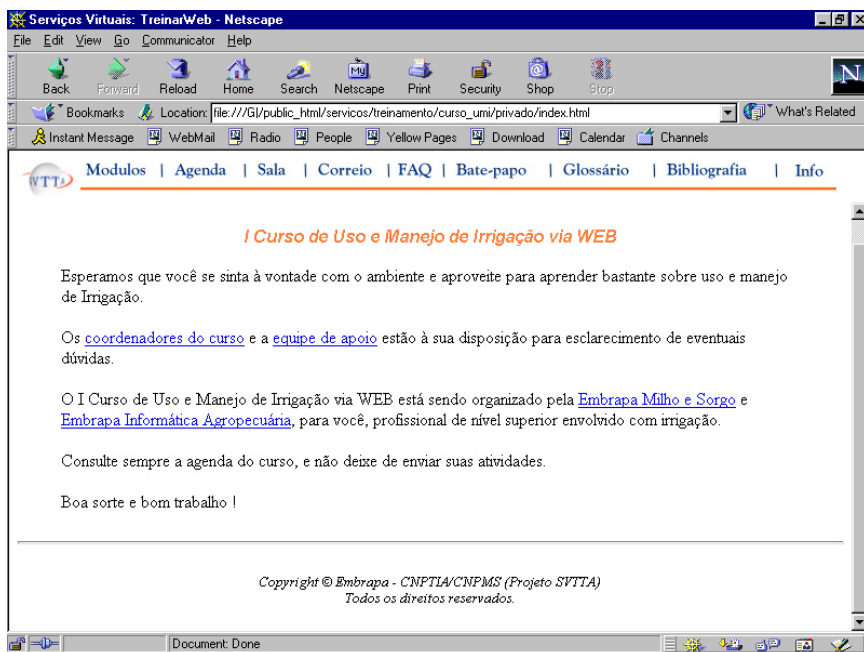 Serviços Virtuais: TreinarWeb - Netscape
File Edit View Go Communicator Help
Back Forward Reload Home Search Netscape Print Security Shop Stop
My
N
Bookmarks Location: file:///G|/public_html/servicos/treinamento/curso_umi/privado/index.html What's Related
Instant Message WebMail Radio People Yellow Pages Download Calendar Channels
Modulos | Agenda | Sala | Correio | FAQ | Bate-papo | Glossário | Bibliografia | Info
I Curso de Uso e Manejo de Irrigação via WEB
Esperamos que você se sinta à vontade com o ambiente e aproveite para aprender bastante sobre uso e manejo
de Irrigação.
Os coordenadores do curso e a equipe de apoio estão à sua disposição para esclarecimento de eventuais
dúvidas.
O I Curso de Uso e Manejo de Irrigação via WEB está sendo organizado pela Embrapa Milho e Sorgo e
Embrapa Informática Agropecuária, para você, profissional de nível superior envolvido com irrigação.
Consulte sempre a agenda do curso, e não deixe de enviar suas atividades.
Boa sorte e bom trabalho !
Copyright © Embrapa - CNPTIA/CNPMS (Projeto SVTTA)
Todos os direitos reservados.
Document: Done